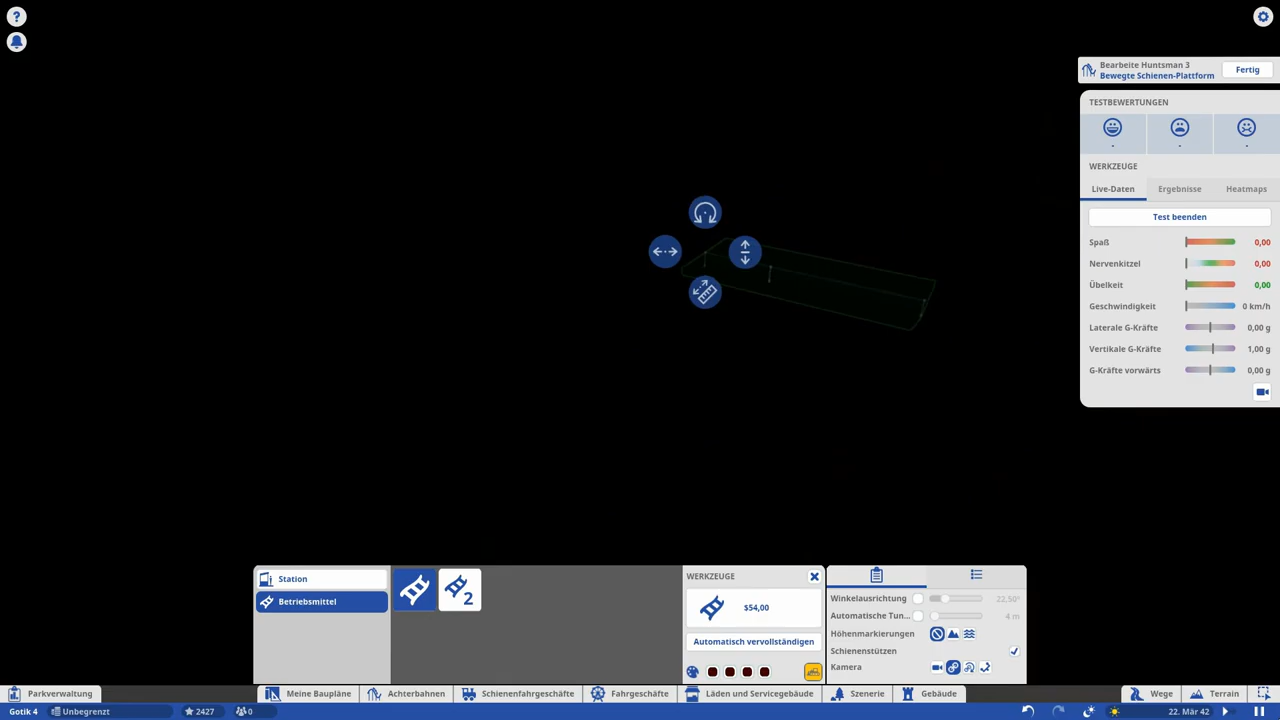 ?
Bearbeite Huntsman 3
Bewegte Schienen-Plattform
Fertig
TESTBEWERTUNGEN
- - -
WERKZEUGE
Live-Daten Ergebnisse Heatmaps
Test beenden
Spaß 0,00
Nervenkitzel 0,00
Übelkeit 0,00
Geschwindigkeit 0 km/h
Laterale G-Kräfte 0,00 g
Vertikale G-Kräfte 1,00 g
G-Kräfte vorwärts 0,00 g
Station
Betriebsmittel
2
WERKZEUGE
$54,00
Automatisch vervollständigen
Winkelausrichtung 22,50°
Automatische Tun... 4 m
Höhenmarkierungen
Schienenstützen
Kamera
Parkverwaltung Meine Baupläne Achterbahnen Schienenfahrgeschäfte Fahrgeschäfte Läden und Servicegebäude Szenerie Gebäude Wege Terrain
Gotik 4 Unbegrenzt 2427 0 22. Mär 42